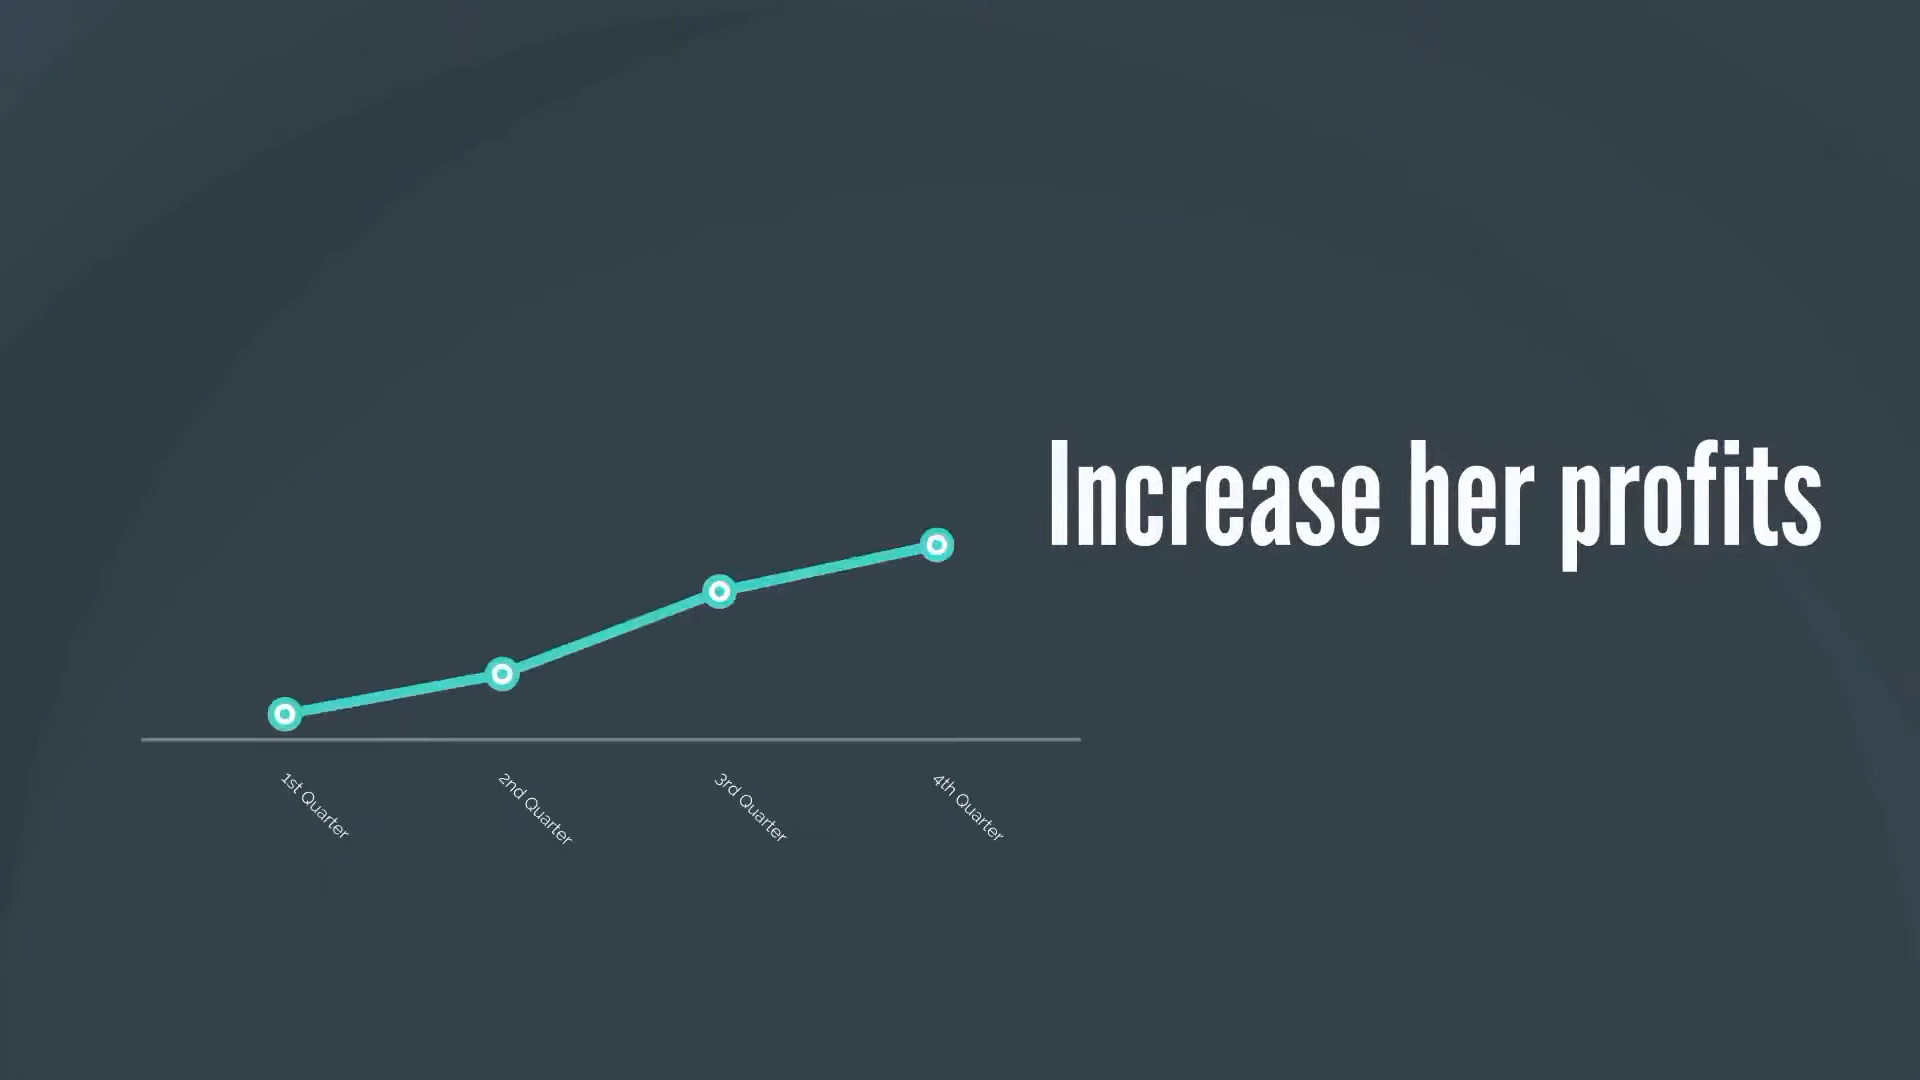 Increase her profits
1st Quarter
2nd Quarter
3rd Quarter
4th Quarter